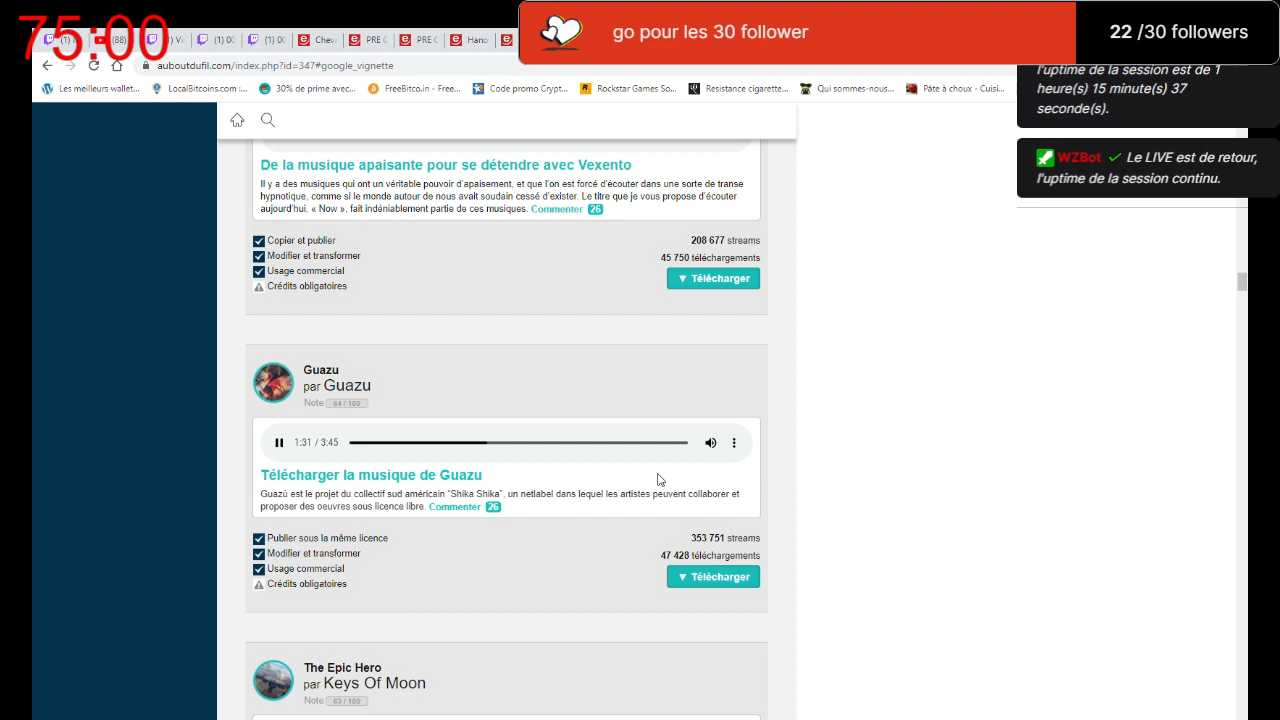 75:00
go pour les 30 follower
22 /30 followers
(88)
Chev
PRE C
PRE C
Hano
auboutdufil.com/index.php?id=347#google_vignette
Les meilleurs wallet...
LocalBitcoins.com :...
30% de prime avec...
FreeBitco.in - Free...
Code promo Crypt...
Rockstar Games So...
Resistance cigarette...
Qui sommes-nous...
Pâte à choux - Cuisi...
l'uptime de la session est de 1
heure(s) 15 minute(s) 37
seconde(s).
WZBot ✓ Le LIVE est de retour,
l'uptime de la session continu.
De la musique apaisante pour se détendre avec Vexento
Il y a des musiques qui ont un véritable pouvoir d'apaisement, et que l'on est forcé d'écouter dans une sorte de transe
hypnotique, comme si le monde autour de nous avait soudain cessé d'exister. Le titre que je vous propose d'écouter
aujourd'hui, « Now », fait indéniablement partie de ces musiques. Commenter 26
Copier et publier
208 677 streams
Modifier et transformer
45 750 téléchargements
Usage commercial
▼ Télécharger
Crédits obligatoires
Guazu
par Guazu
Note 64 / 100
1:31 / 3:45
Télécharger la musique de Guazu
Guazú est le projet du collectif sud américain “Shika Shika”, un netlabel dans lequel les artistes peuvent collaborer et
proposer des oeuvres sous licence libre. Commenter 26
Publier sous la même licence
353 751 streams
Modifier et transformer
47 428 téléchargements
Usage commercial
▼ Télécharger
Crédits obligatoires
The Epic Hero
par Keys Of Moon
Note 63 / 100